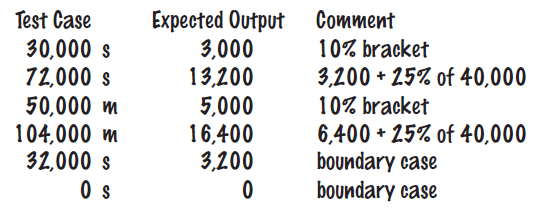 Test Case Expected Output Comment
30,000 s 3,000 10% bracket
72,000 s 13,200 3,200 + 25% of 40,000
50,000 m 5,000 10% bracket
104,000 m 16,400 6,400 + 25% of 40,000
32,000 s 3,200 boundary case
0 s 0 boundary case